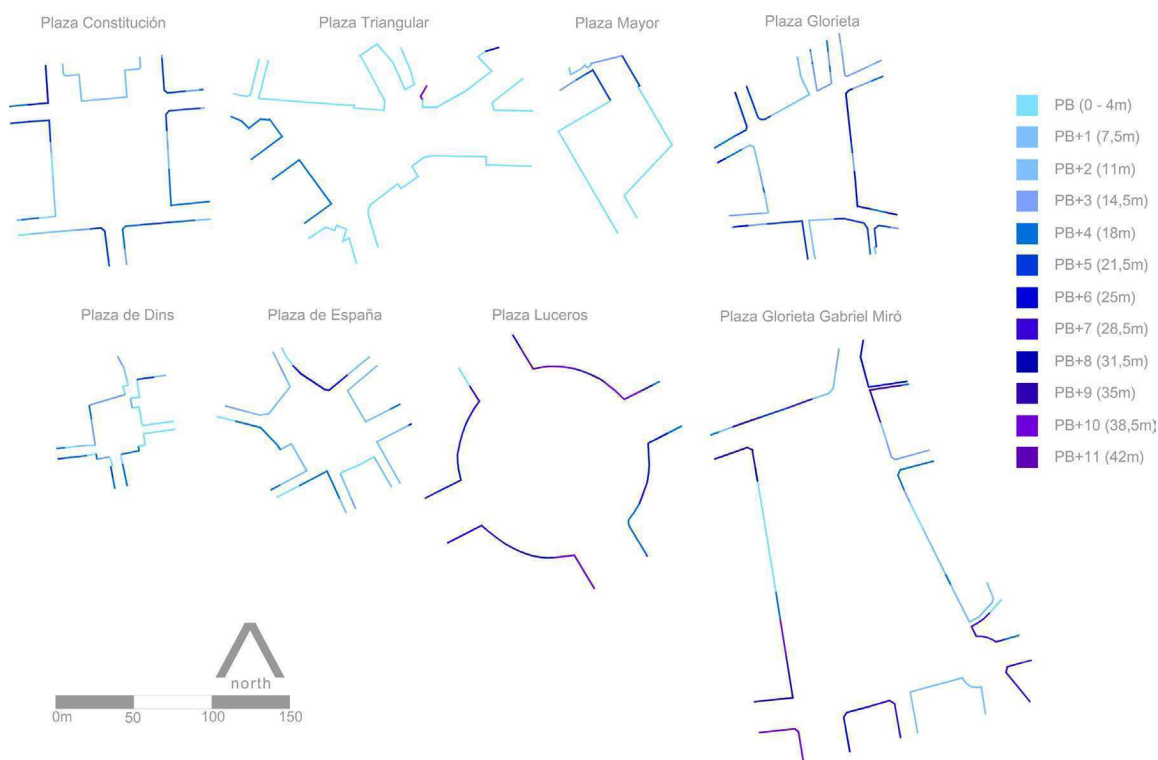 Plaza Constitución
Plaza Triangular
Plaza Mayor
Plaza Glorieta
PB (0 - 4m)
PB+1 (7,5m)
PB+2 (11m)
PB+3 (14,5m)
PB+4 (18m)
PB+5 (21,5m)
PB+6 (25m)
PB+7 (28,5m)
PB+8 (31,5m)
PB+9 (35m)
PB+10 (38,5m)
PB+11 (42m)
Plaza de Dins
Plaza de España
Plaza Luceros
Plaza Glorieta Gabriel Miró
north
0m 50 100 150